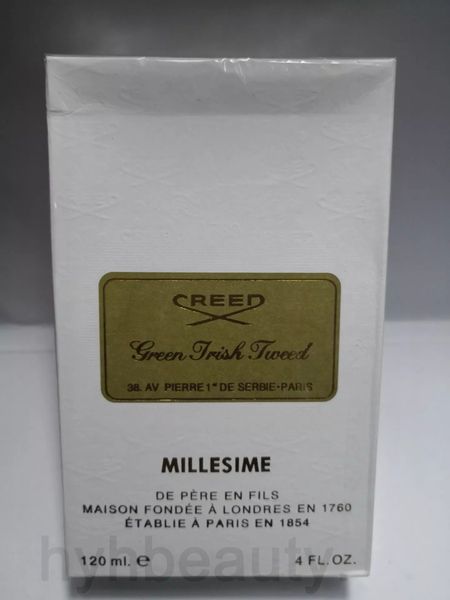 CREED
Green Irish Tweed
38. AV PIERRE 1er DE SERBIE·PARIS
MILLESIME
DE PÈRE EN FILS
MAISON FONDÉE À LONDRES EN 1760
ÉTABLIE À PARIS EN 1854
120 ml. e 4 FL. OZ.
hyhbeauty